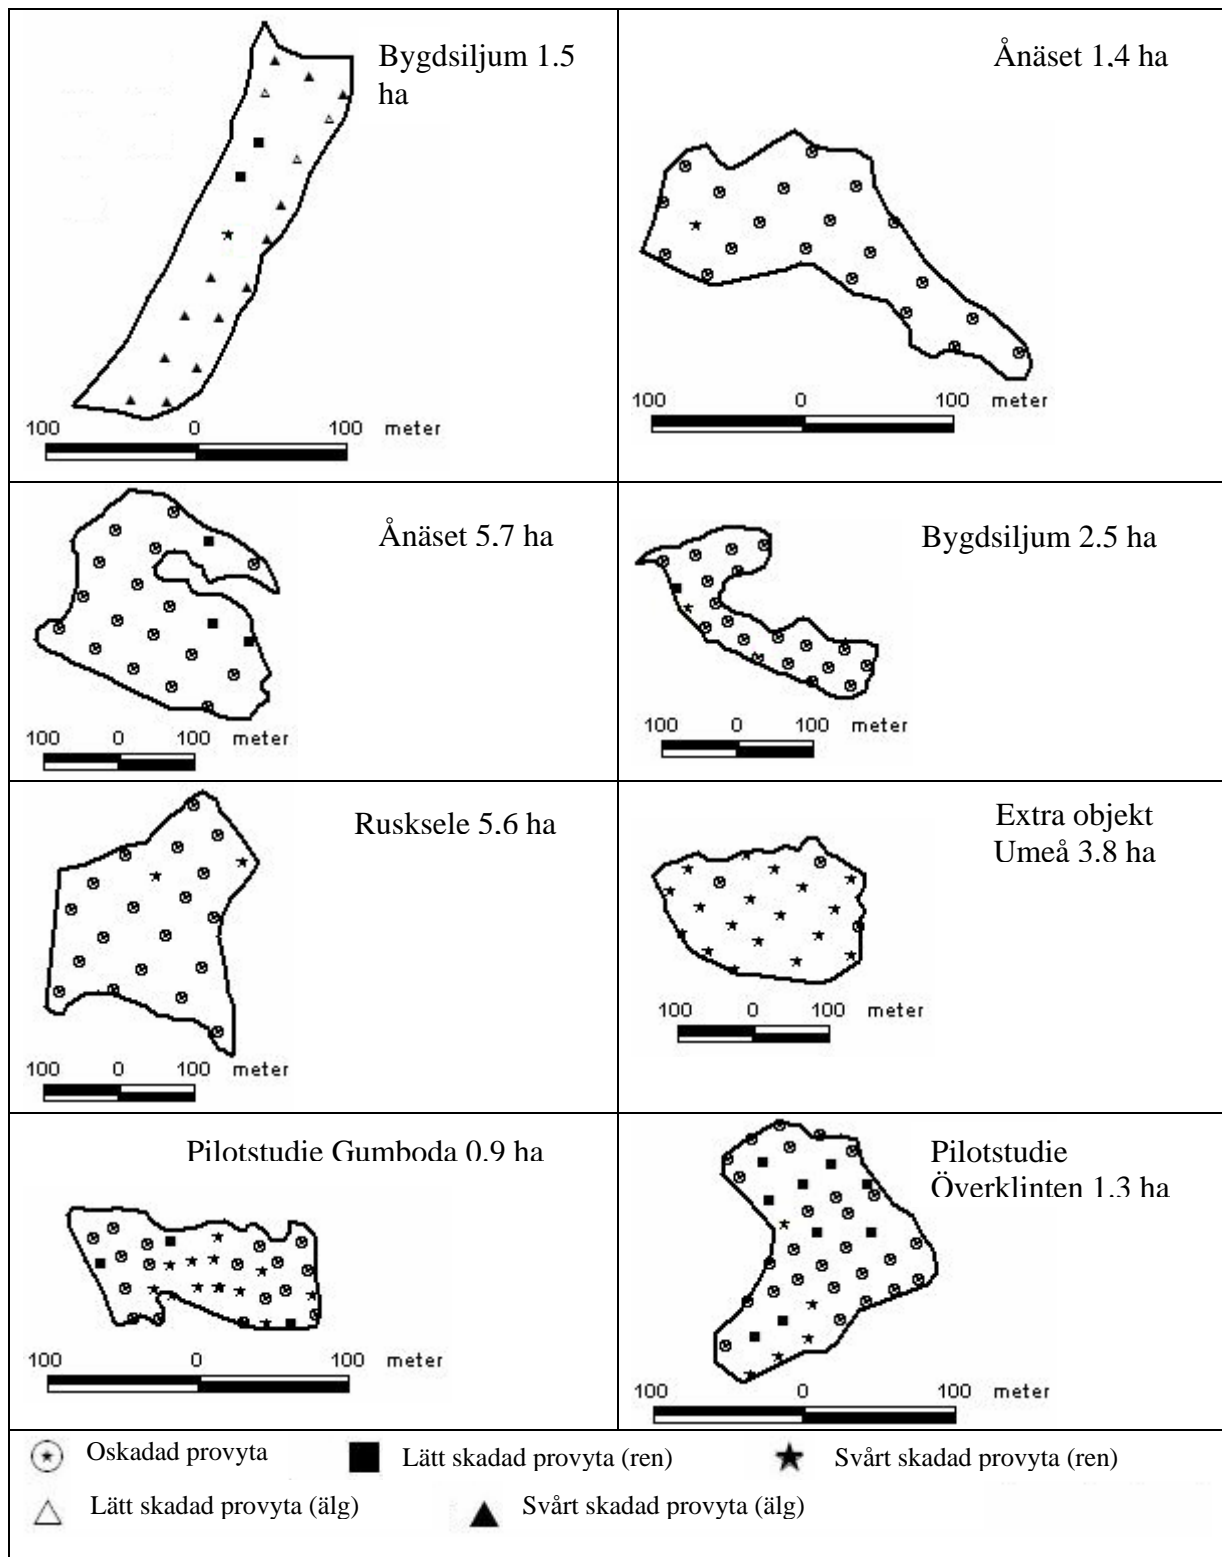 Bygdsiljum 1.5
ha
100 0 100 meter
Ånäset 1,4 ha
100 0 100 meter
Ånäset 5,7 ha
100 0 100 meter
Bygdsiljum 2.5 ha
100 0 100 meter
Rusksele 5,6 ha
100 0 100 meter
Extra objekt
Umeå 3.8 ha
100 0 100 meter
Pilotstudie Gumboda 0,9 ha
100 0 100 meter
Pilotstudie
Överklinten 1,3 ha
100 0 100 meter
Oskadad provyta
Lätt skadad provyta (ren)
Svårt skadad provyta (ren)
Lätt skadad provyta (älg)
Svårt skadad provyta (älg)